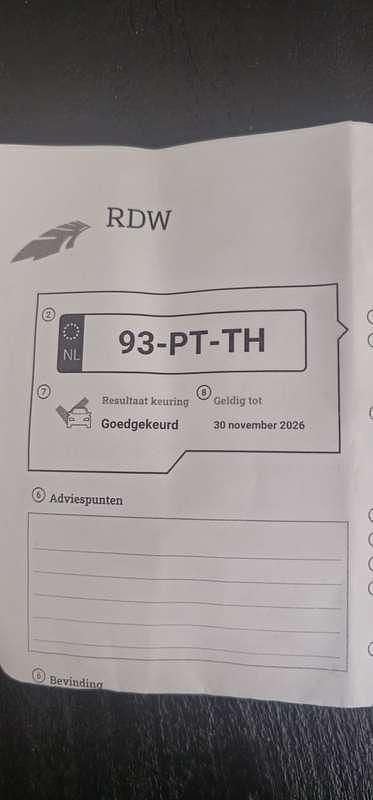 RDW
2
NL
93-PT-TH
7
Resultaat keuring
Goedgekeurd
8
Geldig tot
30 november 2026
6 Adviespunten
6 Bevinding